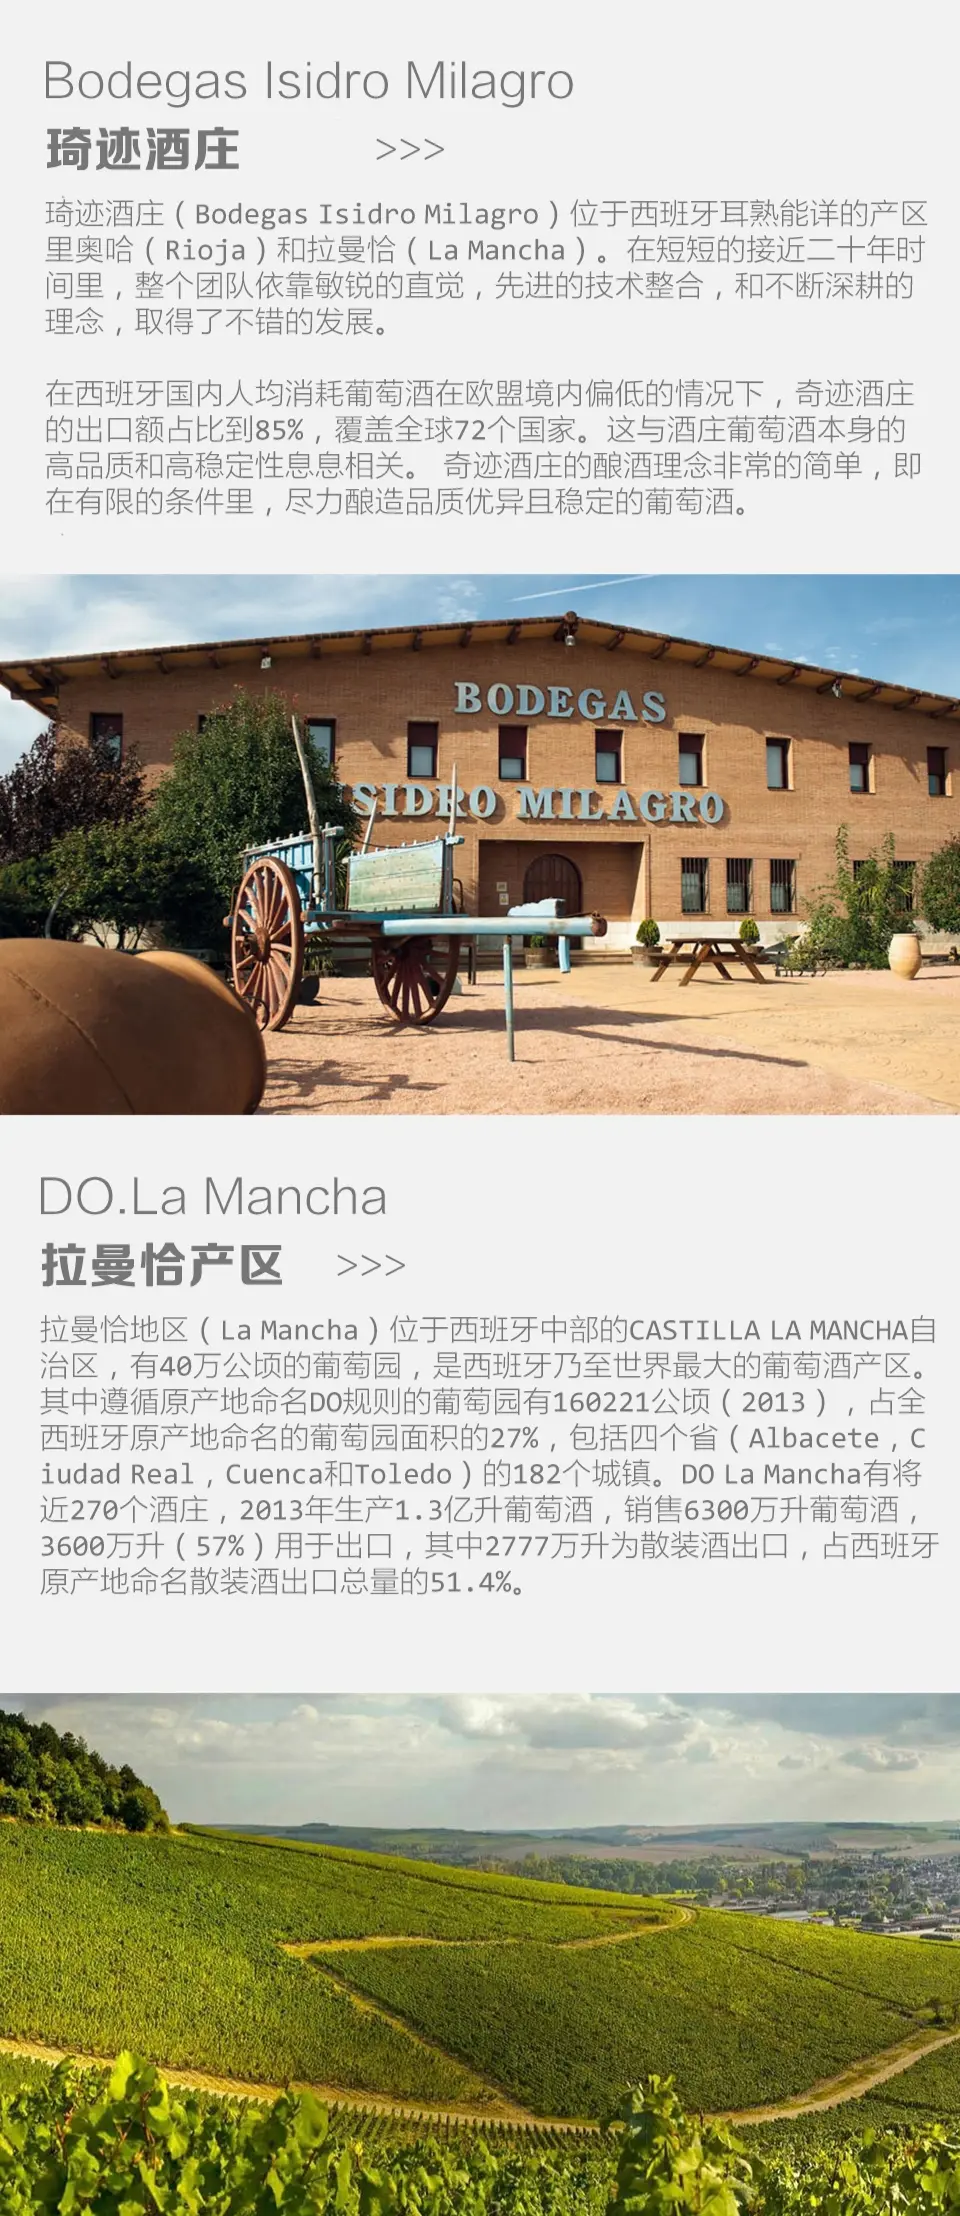 Bodegas Isidro Milagro
琦迹酒庄 >>>
琦迹酒庄（Bodegas Isidro Milagro）位于西班牙耳熟能详的产区
里奥哈（Rioja）和拉曼恰（La Mancha）。在短短的接近二十年时
间里，整个团队依靠敏锐的直觉，先进的技术整合，和不断深耕的
理念，取得了不错的发展。
在西班牙国内人均消耗葡萄酒在欧盟境内偏低的情况下，奇迹酒庄
的出口额占比到85%，覆盖全球72个国家。这与酒庄葡萄酒本身的
高品质和高稳定性息息相关。 奇迹酒庄的酿酒理念非常的简单，即
在有限的条件里，尽力酿造品质优异且稳定的葡萄酒。
BODEGAS
ISIDRO MILAGRO
DO.La Mancha
拉曼恰产区 >>>
拉曼恰地区（La Mancha）位于西班牙中部的CASTILLA LA MANCHA自
治区，有40万公顷的葡萄园，是西班牙乃至世界最大的葡萄酒产区。
其中遵循原产地命名DO规则的葡萄园有160221公顷（2013），占全
西班牙原产地命名的葡萄园面积的27%，包括四个省（Albacete，C
iudad Real，Cuenca和Toledo）的182个城镇。DO La Mancha有将
近270个酒庄，2013年生产1.3亿升葡萄酒，销售6300万升葡萄酒，
3600万升（57%）用于出口，其中2777万升为散装酒出口，占西班牙
原产地命名散装酒出口总量的51.4%。